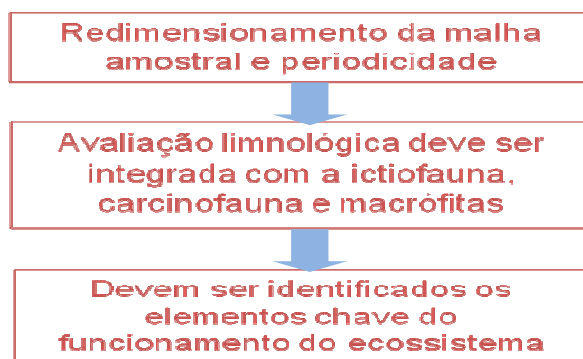 Redimensionamento da malha
amostral e periodicidade
Avaliação limnológica deve ser
integrada com a ictiofauna,
carcinofauna e macrófitas
Devem ser identificados os
elementos chave do
funcionamento do ecossistema